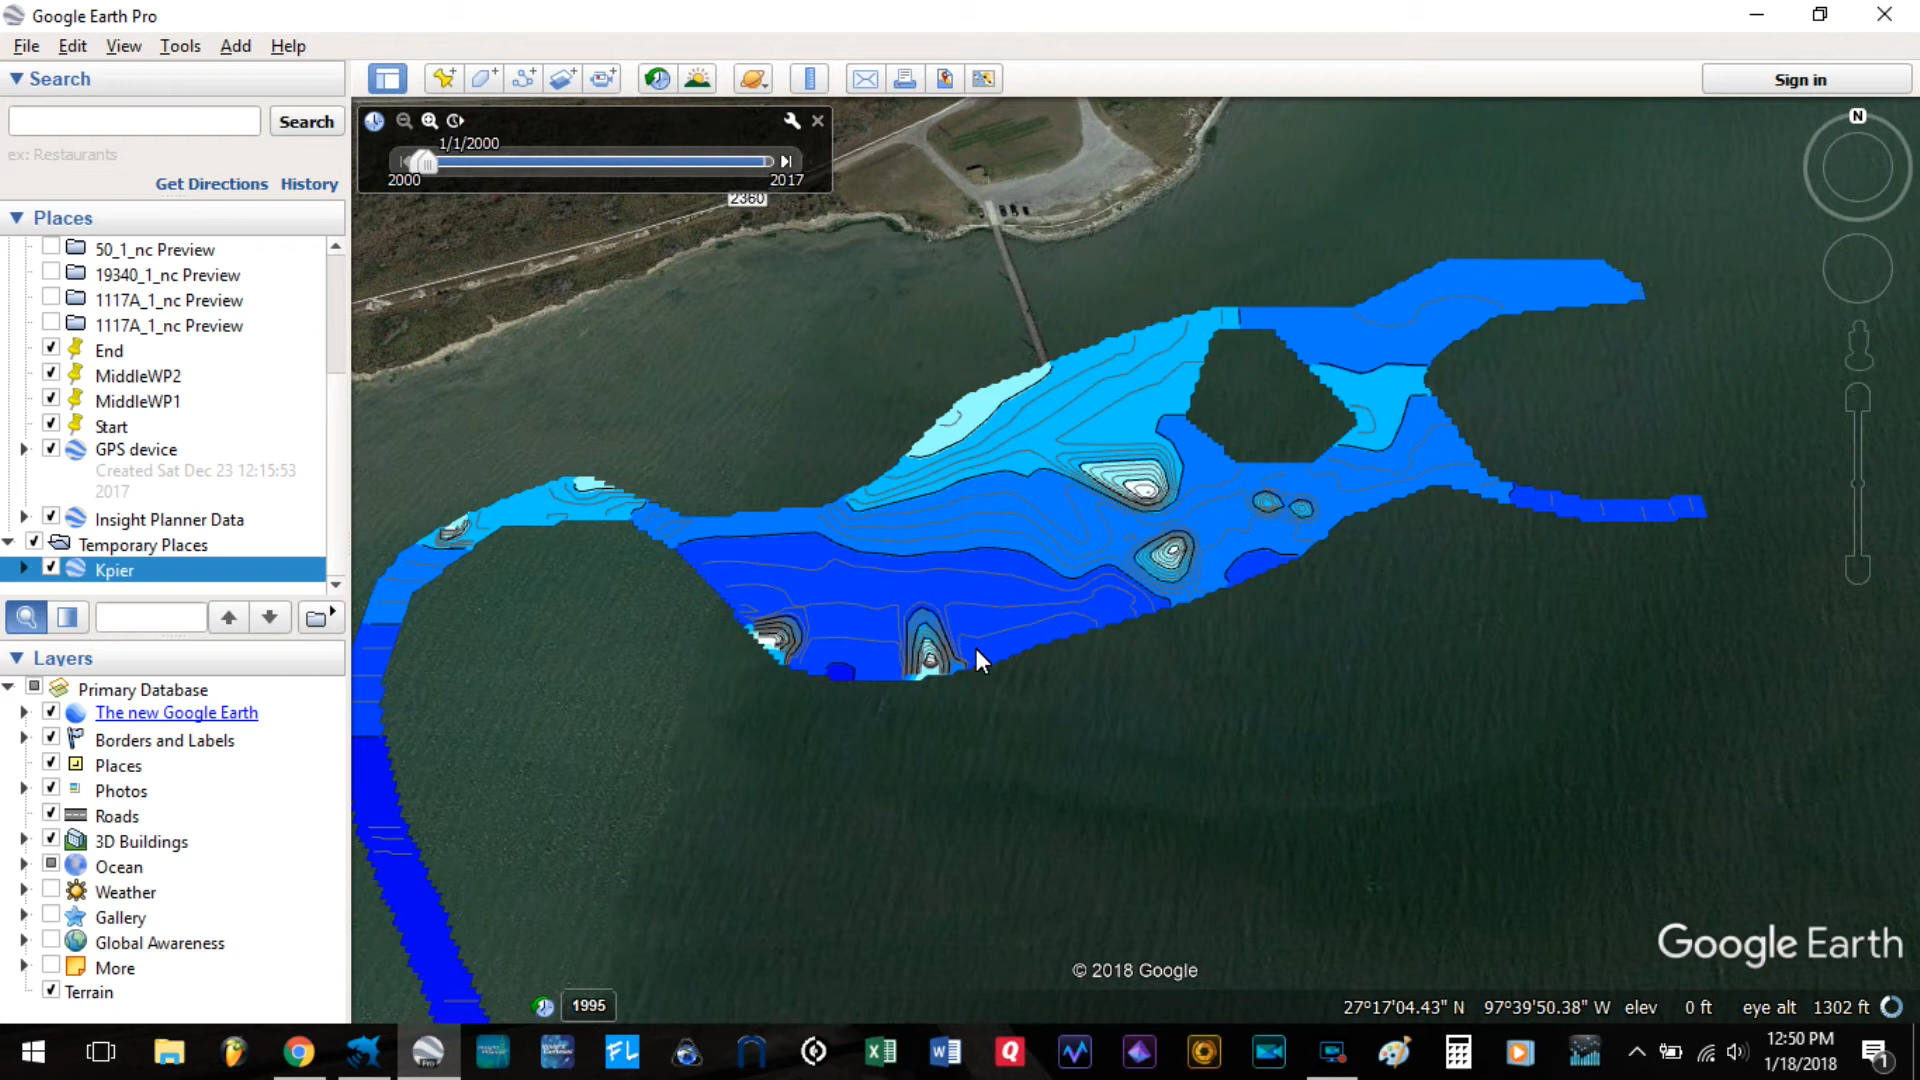 Google Earth Pro
File Edit View Tools Add Help
Search
Search
ex: Restaurants
Get Directions History
Places
50_1_nc Preview
19340_1_nc Preview
1117A_1_nc Preview
1117A_1_nc Preview
End
MiddleWP2
MiddleWP1
Start
GPS device
Created Sat Dec 23 12:15:53
2017
Insight Planner Data
Temporary Places
Kpier
Layers
Primary Database
The new Google Earth
Borders and Labels
Places
Photos
Roads
3D Buildings
Ocean
Weather
Gallery
Global Awareness
More
Terrain
Sign in
1/1/2000
2000 2017
2360
N
Google Earth
© 2018 Google
1995
27°17'04.43" N 97°39'50.38" W elev 0 ft eye alt 1302 ft
Pro
FL
12:50 PM
1/18/2018
1